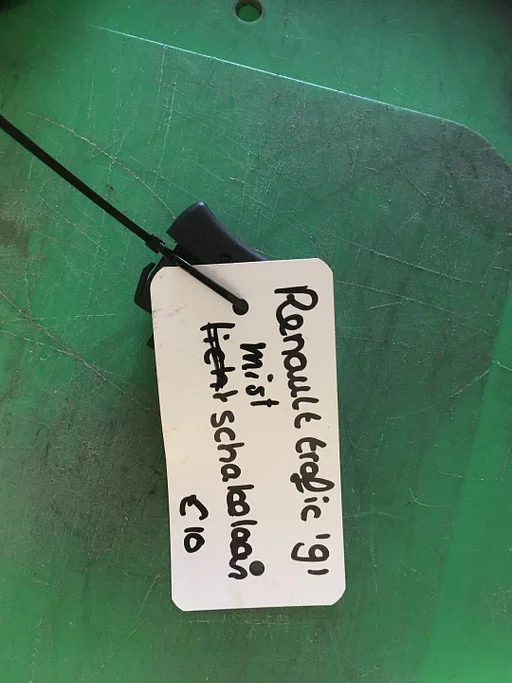 Renault trafic '91
mist
licht schakelaar
€10